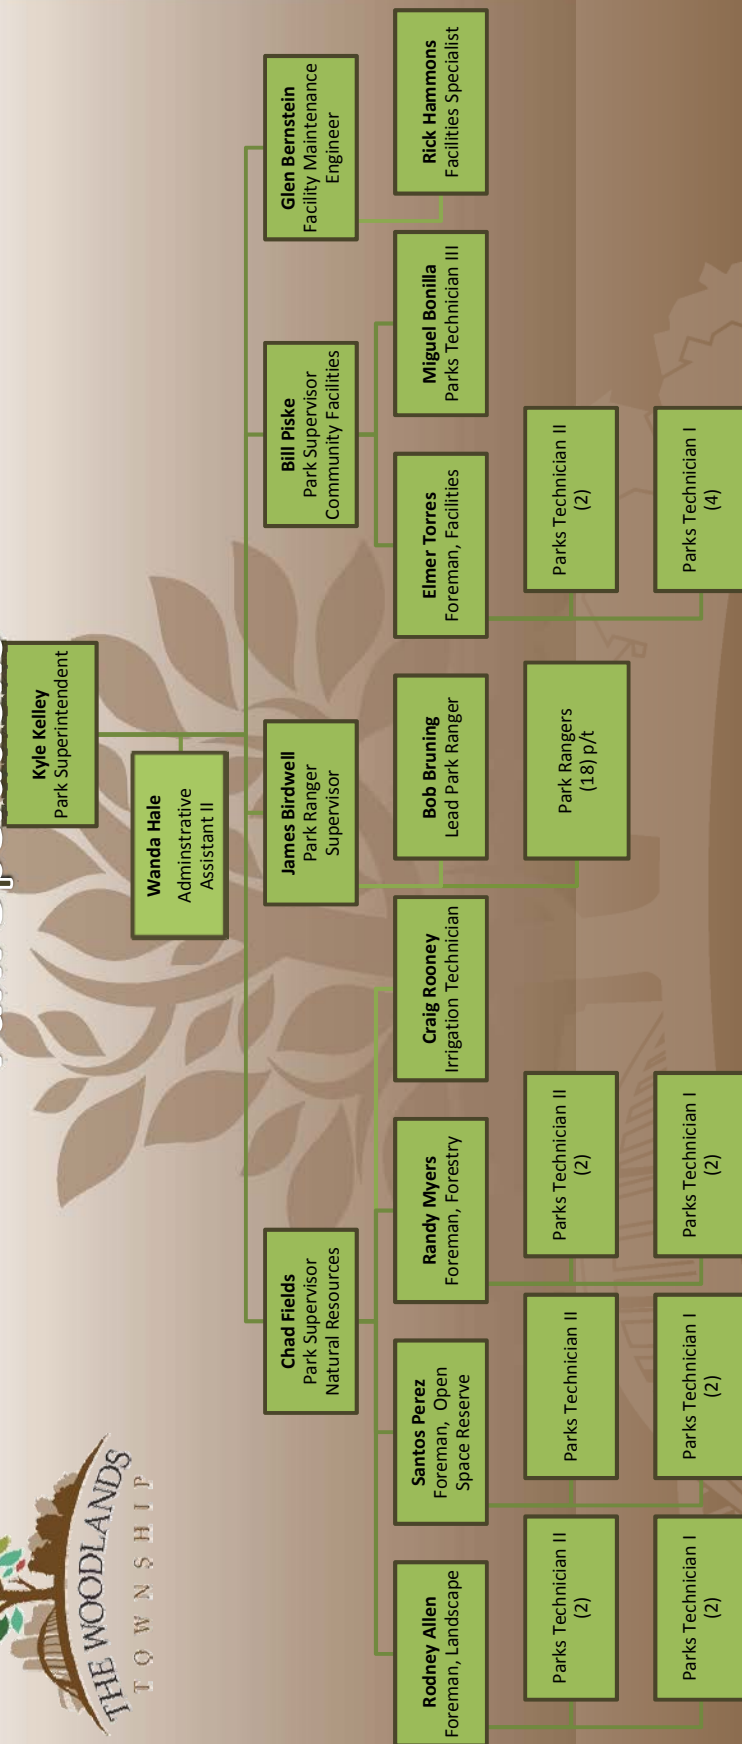 Kyle Kelley
Park Superintendent
Wanda Hale
Adminstrative
Assistant II
Chad Fields
Park Supervisor
Natural Resources
James Birdwell
Park Ranger
Supervisor
Bill Piske
Park Supervisor
Community Facilities
Glen Bernstein
Facility Maintenance
Engineer
Rodney Allen
Foreman, Landscape
Santos Perez
Foreman, Open
Space Reserve
Randy Myers
Foreman, Forestry
Craig Rooney
Irrigation Technician
Bob Bruning
Lead Park Ranger
Elmer Torres
Foreman, Facilities
Miguel Bonilla
Parks Technician III
Rick Hammons
Facilities Specialist
Parks Technician II
(2)
Parks Technician II
Parks Technician II
(2)
Park Rangers
(18) p/t
Parks Technician II
(2)
Parks Technician I
(2)
Parks Technician I
(2)
Parks Technician I
(2)
Parks Technician I
(4)
THE WOODLANDS
TOWNSHIP